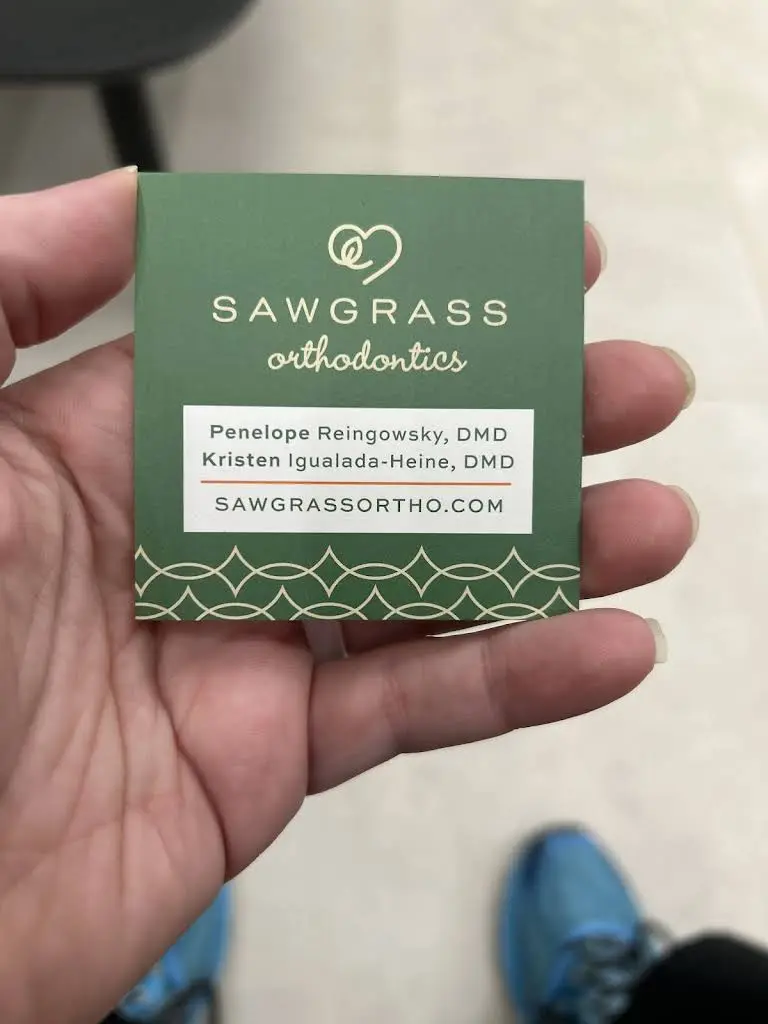 SAWGRASS
orthodontics
Penelope Reingowsky, DMD
Kristen Igualada-Heine, DMD
SAWGRASSORTHO.COM